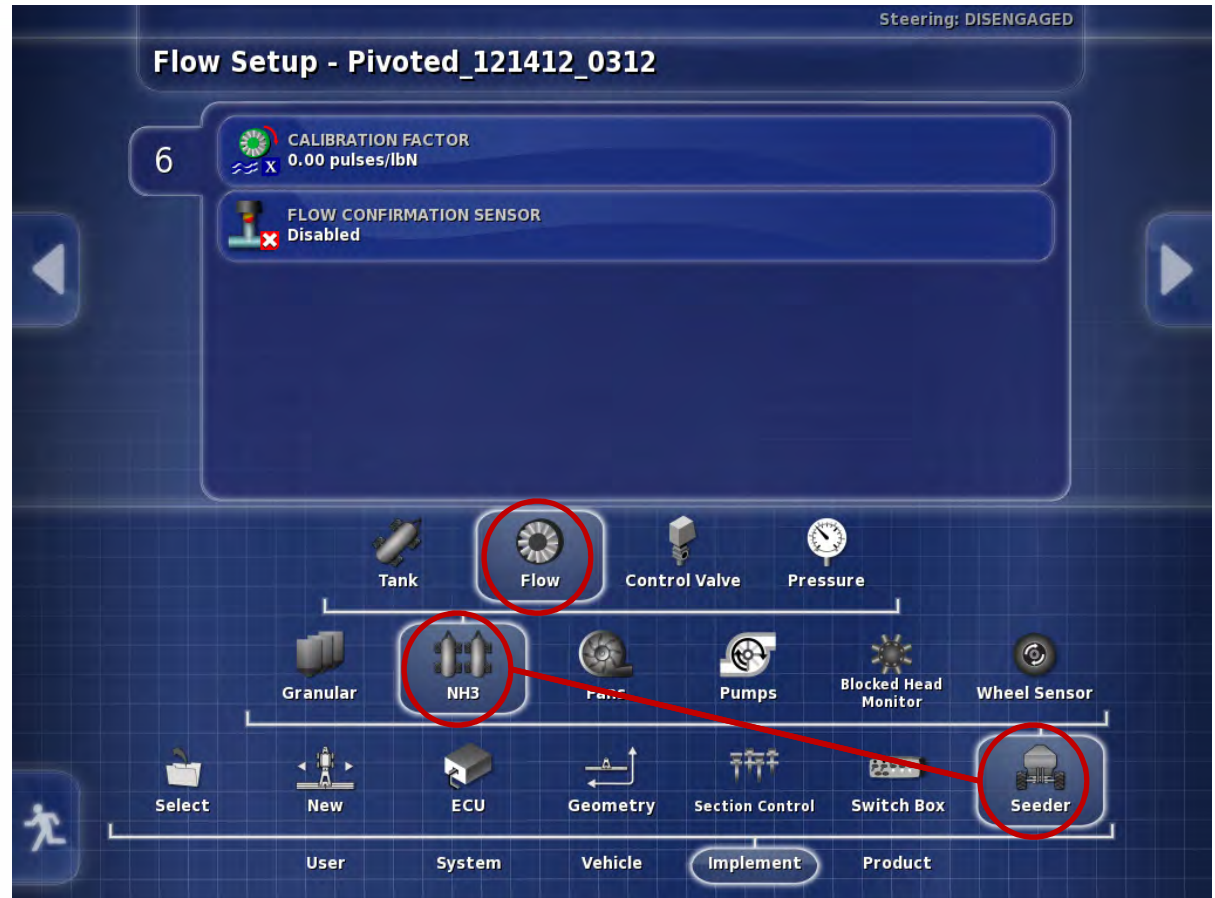 Steering: DISENGAGED
Flow Setup - Pivoted_121412_0312
6
CALIBRATION FACTOR
X 0.00 pulses/lbN
FLOW CONFIRMATION SENSOR
Disabled
Tank Flow Control Valve Pressure
Granular NH3 Fans Pumps Blocked Head Monitor Wheel Sensor
Select New ECU Geometry Section Control Switch Box Seeder
User System Vehicle Implement Product